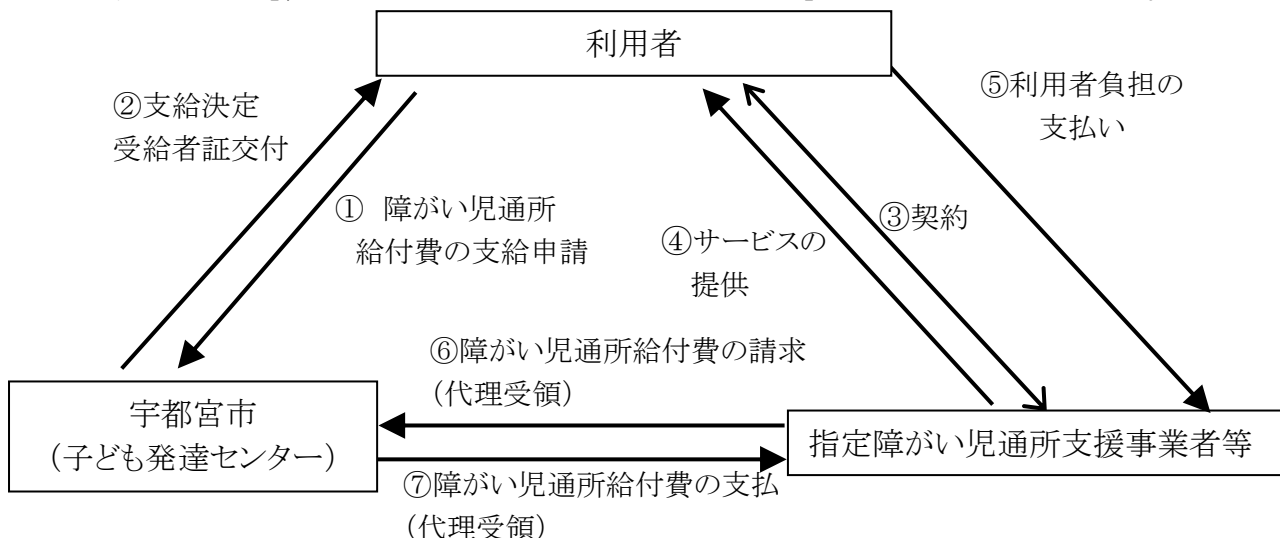 利用者
②支給決定
受給者証交付
⑤利用者負担の
支払い
① 障がい児通所
給付費の支給申請
③契約
④サービスの
提供
⑥障がい児通所給付費の請求
(代理受領)
宇都宮市
(子ども発達センター)
指定障がい児通所支援事業者等
⑦障がい児通所給付費の支払
(代理受領)